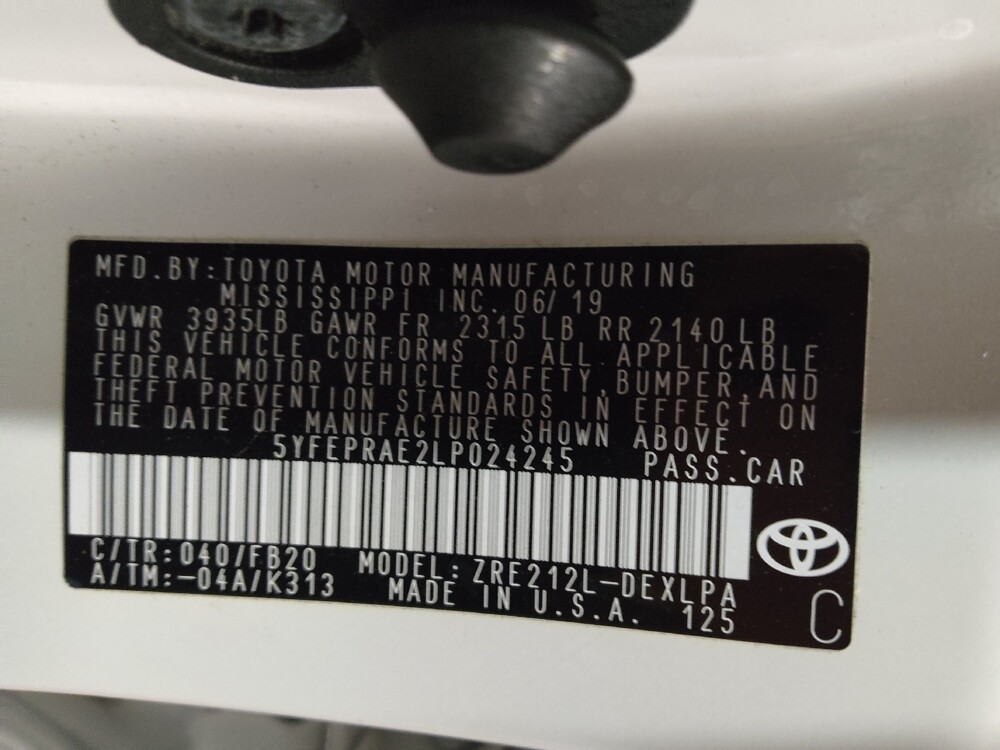 MFD.BY:TOYOTA MOTOR MANUFACTURING
MISSISSIPPI INC. 06/19
GVWR 3935LB GAWR FR 2315 LB RR 2140 LB
THIS VEHICLE CONFORMS TO ALL APPLICABLE
FEDERAL MOTOR VEHICLE SAFETY,BUMPER,AND
THEFT PREVENTION STANDARDS IN EFFECT ON
THE DATE OF MANUFACTURE SHOWN ABOVE.
5YFEPRAE2LP024245 PASS.CAR
C/TR:040/FB20 MODEL:ZRE212L-DEXLPA
A/TM:-04A/K313 MADE IN U.S.A. 125
C